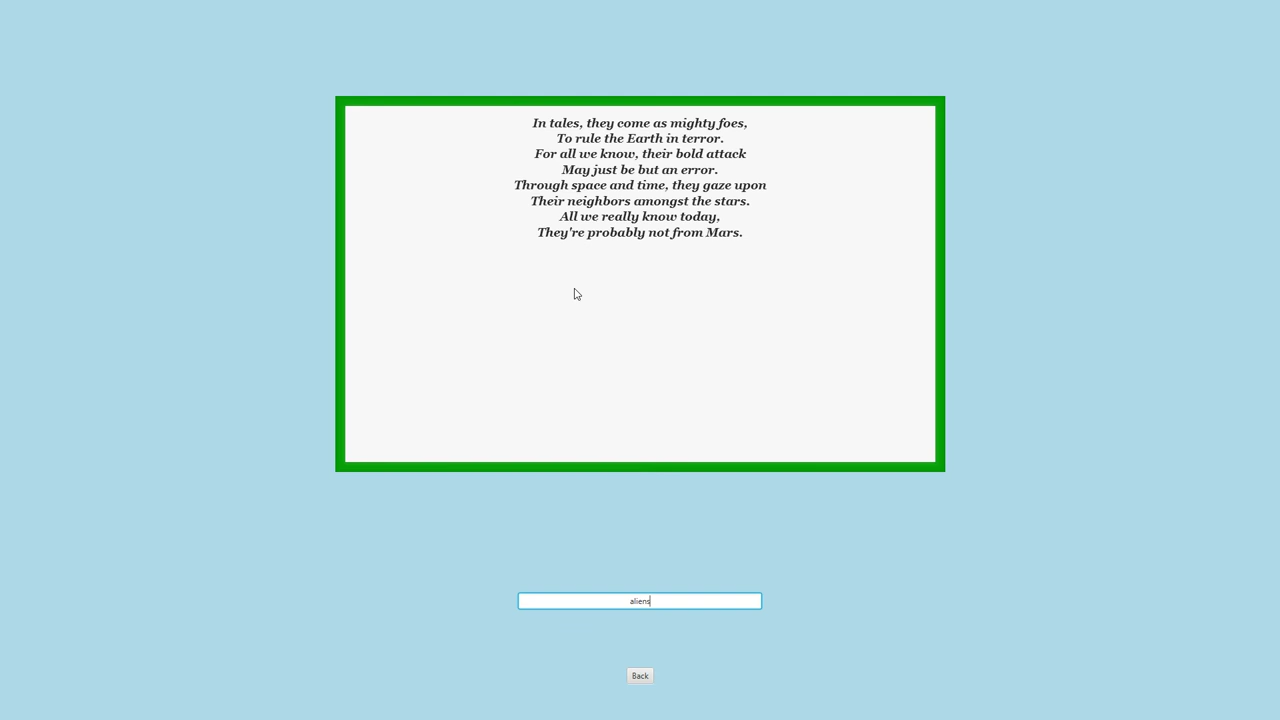 In tales, they come as mighty foes,
To rule the Earth in terror.
For all we know, their bold attack
May just be but an error.
Through space and time, they gaze upon
Their neighbors amongst the stars.
All we really know today,
They're probably not from Mars.
aliens
Back